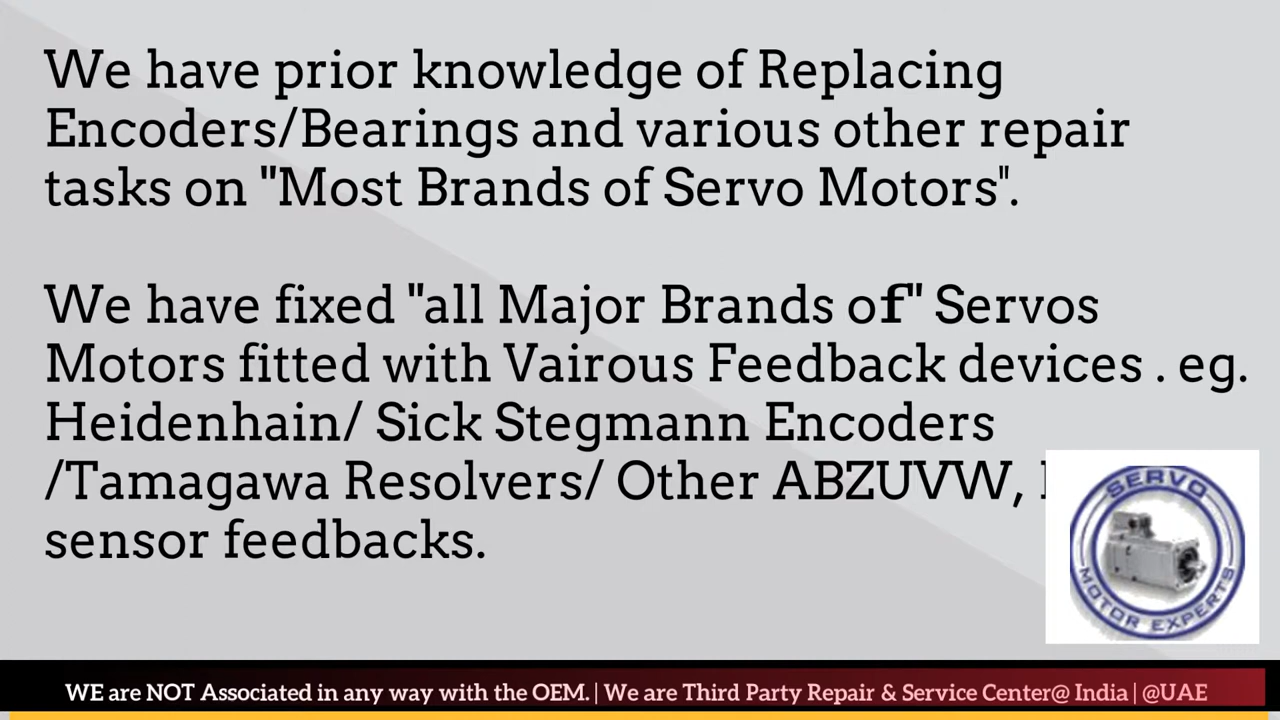 We have prior knowledge of Replacing
Encoders/Bearings and various other repair
tasks on "Most Brands of Servo Motors".
We have fixed "all Major Brands of" Servos
Motors fitted with Vairous Feedback devices . eg.
Heidenhain/ Sick Stegmann Encoders
/Tamagawa Resolvers/ Other ABZUVW,
sensor feedbacks.
SERVO
MOTOR EXPERTS
WE are NOT Associated in any way with the OEM. | We are Third Party Repair & Service Center@ India | @UAE